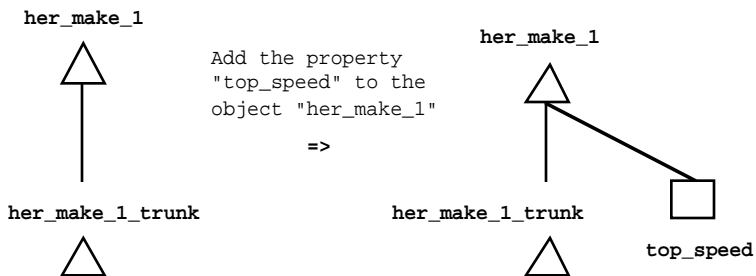 her_make_1
Add the property
"top_speed" to the
object "her_make_1"
=>
her_make_1_trunk
her_make_1
her_make_1_trunk
top_speed